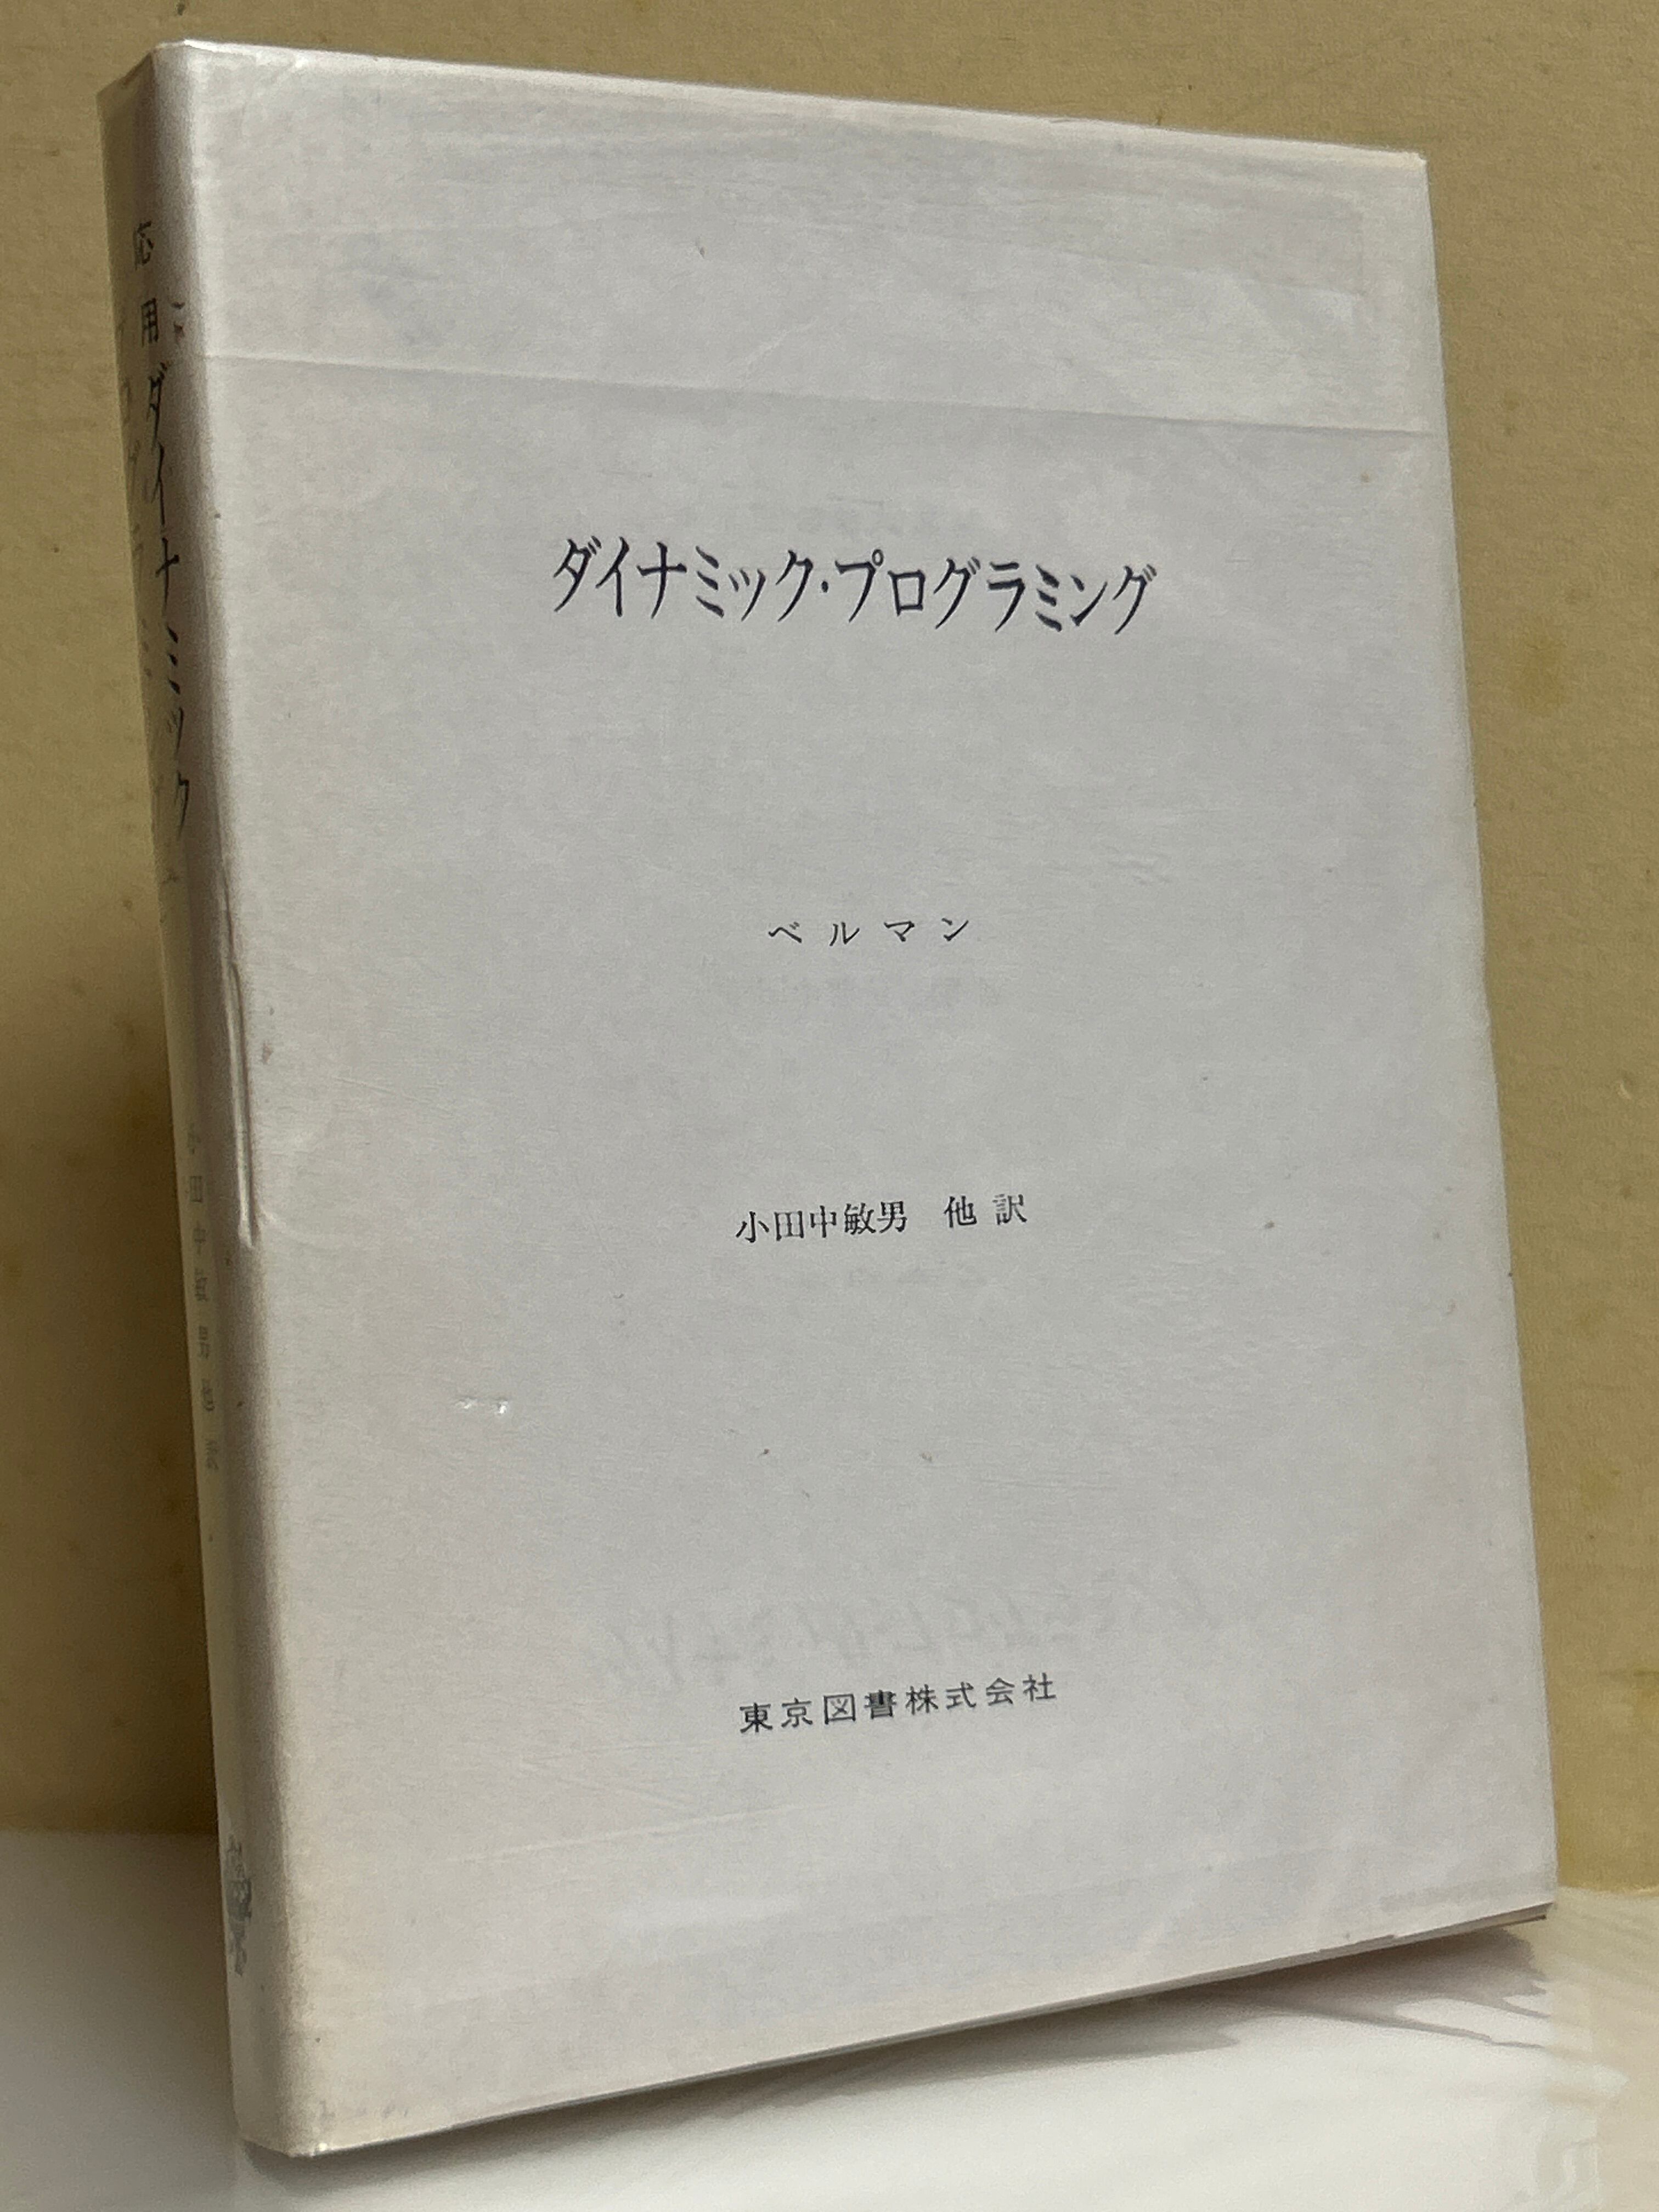 ダイナミック・プログラミング
ベルマン
小田中敏男 他訳
東京図書株式会社
応用ダイナミック
小田中敏男他訳